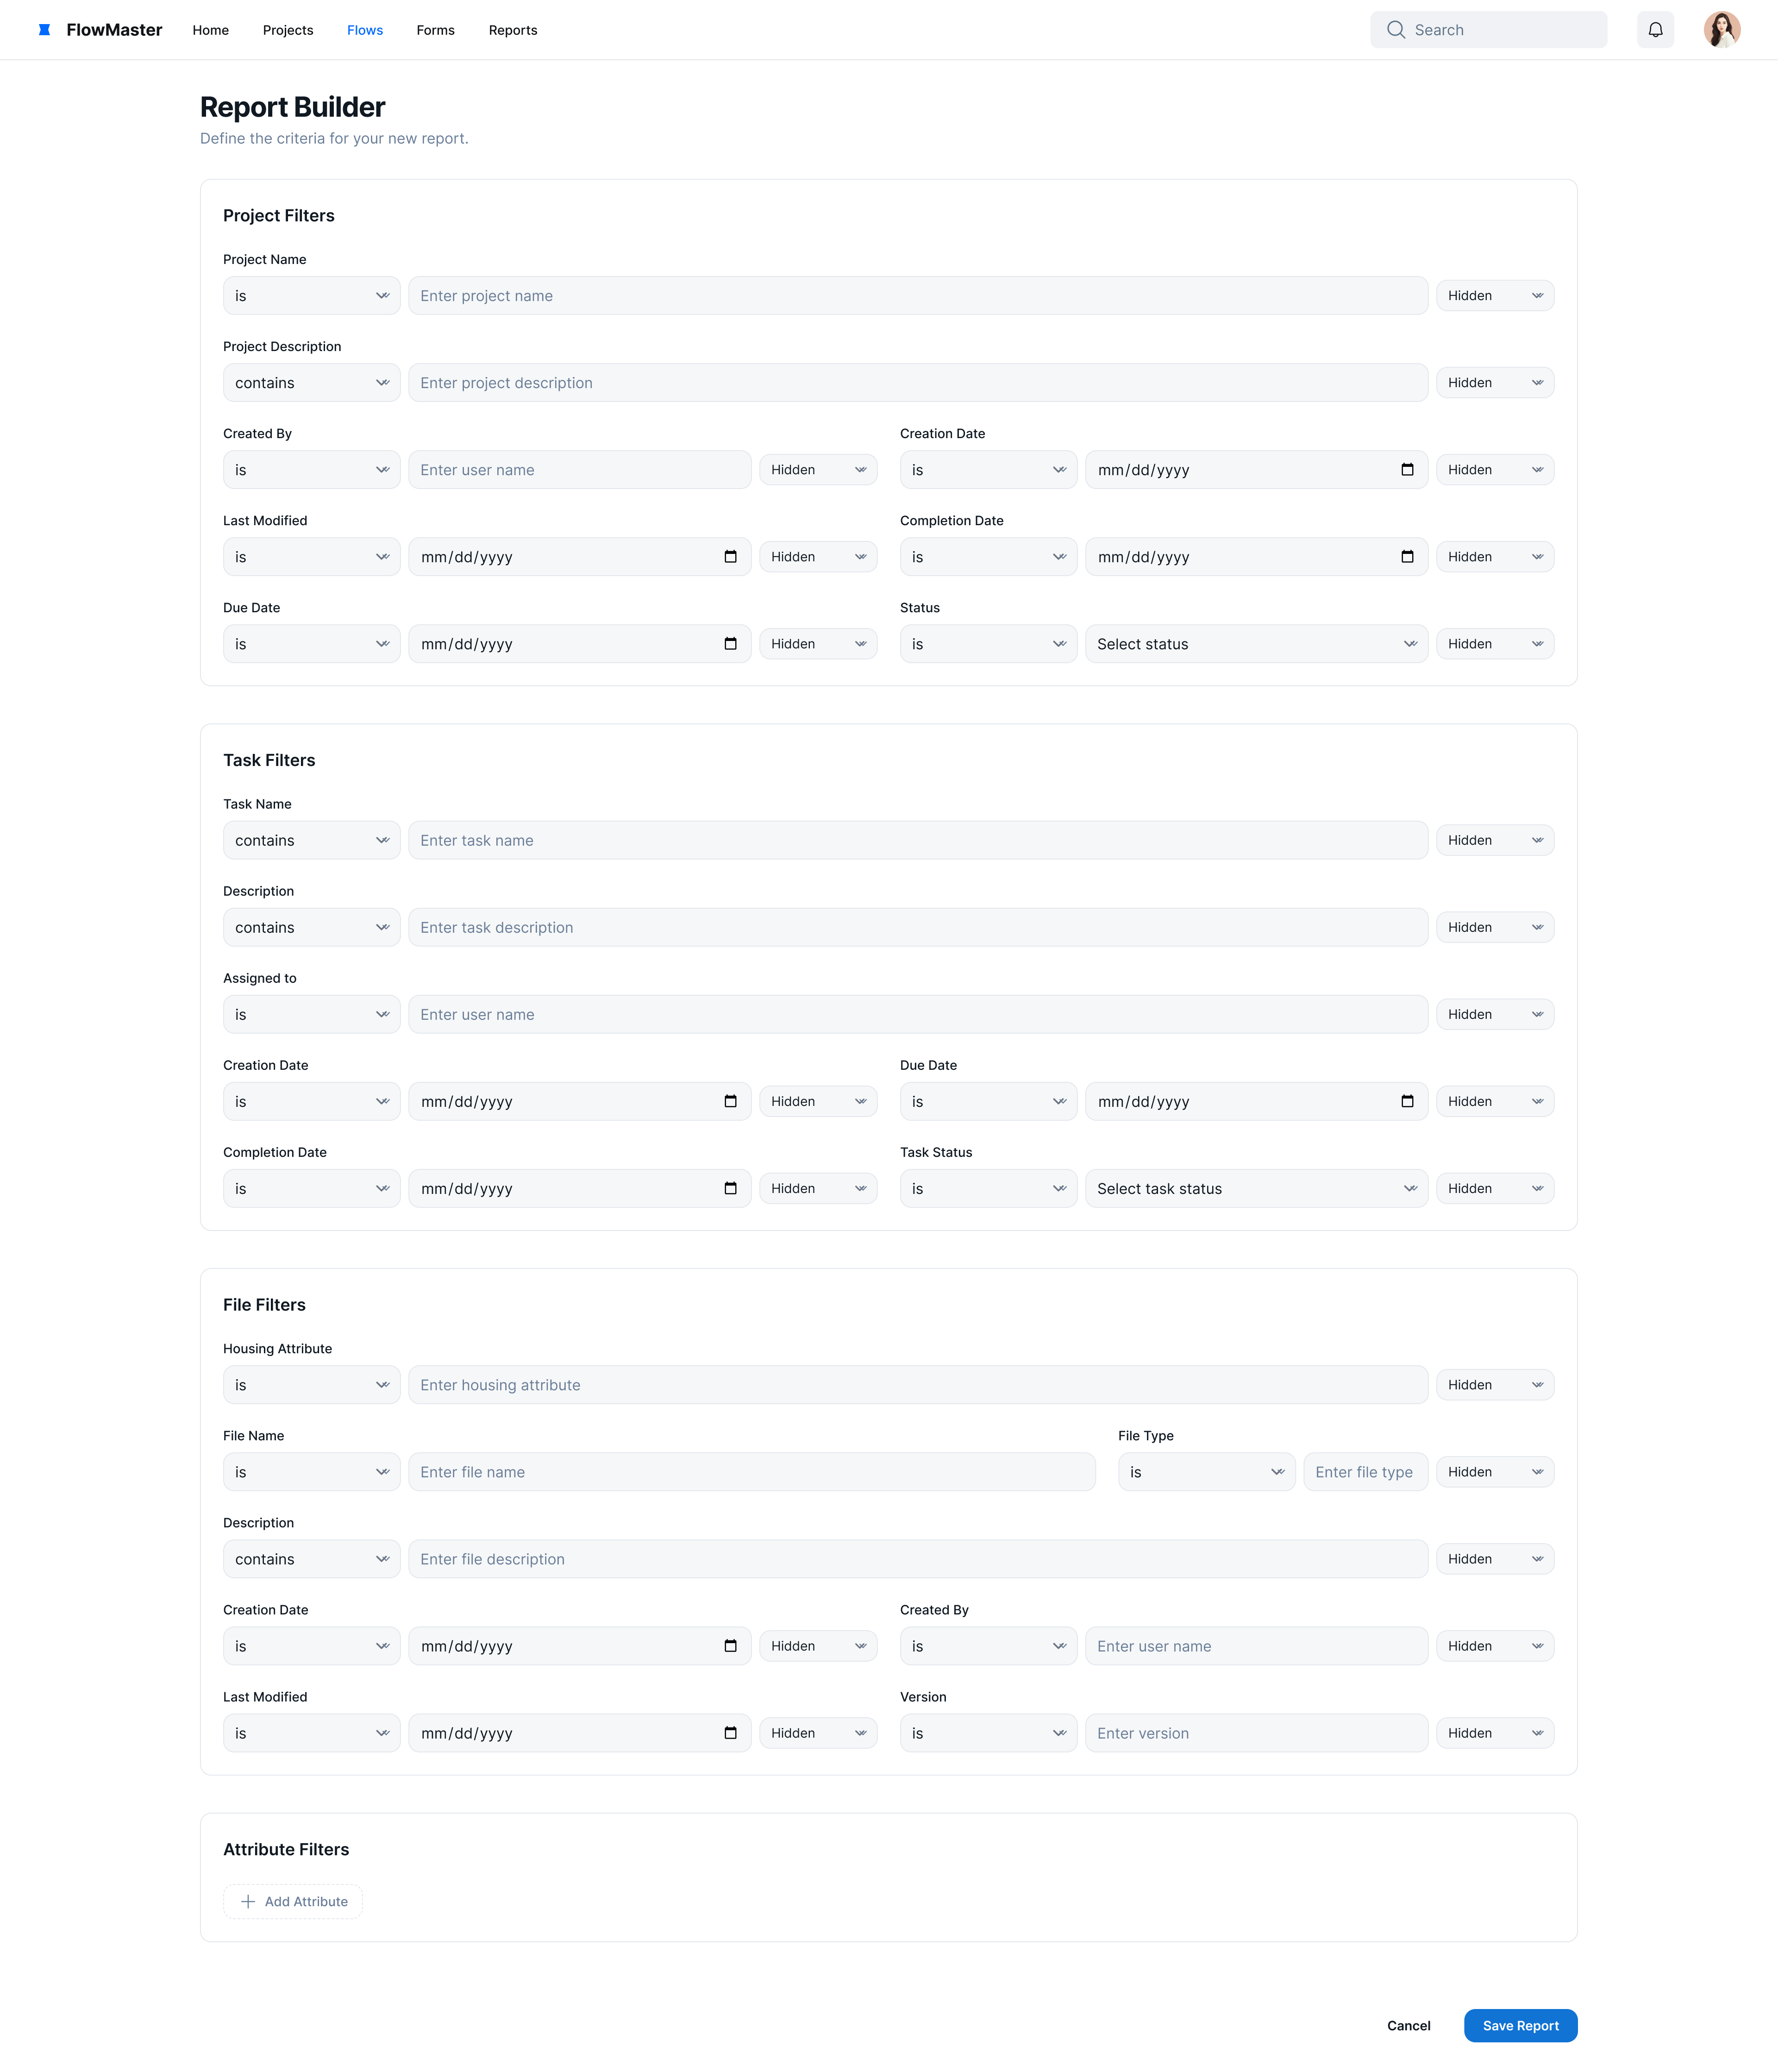 FlowMaster Home Projects Flows Forms Reports Search
Report Builder
Define the criteria for your new report.
Project Filters
Project Name
is Enter project name Hidden
Project Description
contains Enter project description Hidden
Created By Creation Date
is Enter user name Hidden is mm/dd/yyyy Hidden
Last Modified Completion Date
is mm/dd/yyyy Hidden is mm/dd/yyyy Hidden
Due Date Status
is mm/dd/yyyy Hidden is Select status Hidden
Task Filters
Task Name
contains Enter task name Hidden
Description
contains Enter task description Hidden
Assigned to
is Enter user name Hidden
Creation Date Due Date
is mm/dd/yyyy Hidden is mm/dd/yyyy Hidden
Completion Date Task Status
is mm/dd/yyyy Hidden is Select task status Hidden
File Filters
Housing Attribute
is Enter housing attribute Hidden
File Name File Type
is Enter file name is Enter file type Hidden
Description
contains Enter file description Hidden
Creation Date Created By
is mm/dd/yyyy Hidden is Enter user name Hidden
Last Modified Version
is mm/dd/yyyy Hidden is Enter version Hidden
Attribute Filters
Add Attribute
Cancel Save Report